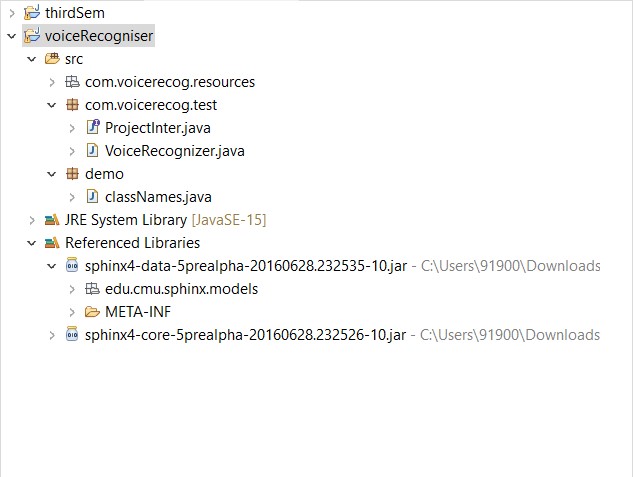 thirdSem
voiceRecogniser
src
com.voicerecog.resources
com.voicerecog.test
ProjectInter.java
VoiceRecognizer.java
demo
classNames.java
JRE System Library [JavaSE-15]
Referenced Libraries
sphinx4-data-5prealpha-20160628.232535-10.jar - C:\Users\91900\Downloads
edu.cmu.sphinx.models
META-INF
sphinx4-core-5prealpha-20160628.232526-10.jar - C:\Users\91900\Downloads